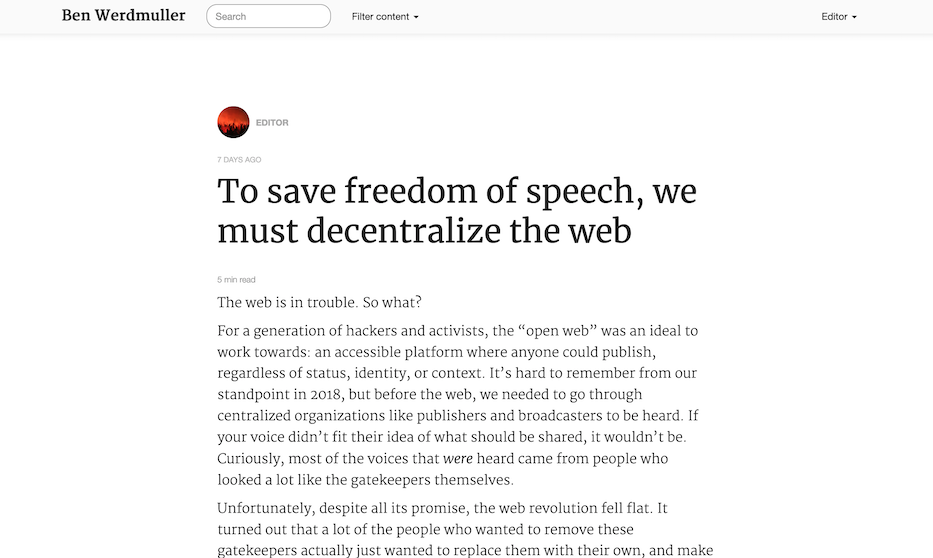 Ben Werdmuller
Search
Filter content
Editor
EDITOR
7 DAYS AGO
To save freedom of speech, we
must decentralize the web
5 min read
The web is in trouble. So what?
For a generation of hackers and activists, the “open web” was an ideal to
work towards: an accessible platform where anyone could publish,
regardless of status, identity, or context. It’s hard to remember from our
standpoint in 2018, but before the web, we needed to go through
centralized organizations like publishers and broadcasters to be heard. If
your voice didn’t fit their idea of what should be shared, it wouldn’t be.
Curiously, most of the voices that were heard came from people who
looked a lot like the gatekeepers themselves.
Unfortunately, despite all its promise, the web revolution fell flat. It
turned out that a lot of the people who wanted to remove these
gatekeepers actually just wanted to replace them with their own, and make